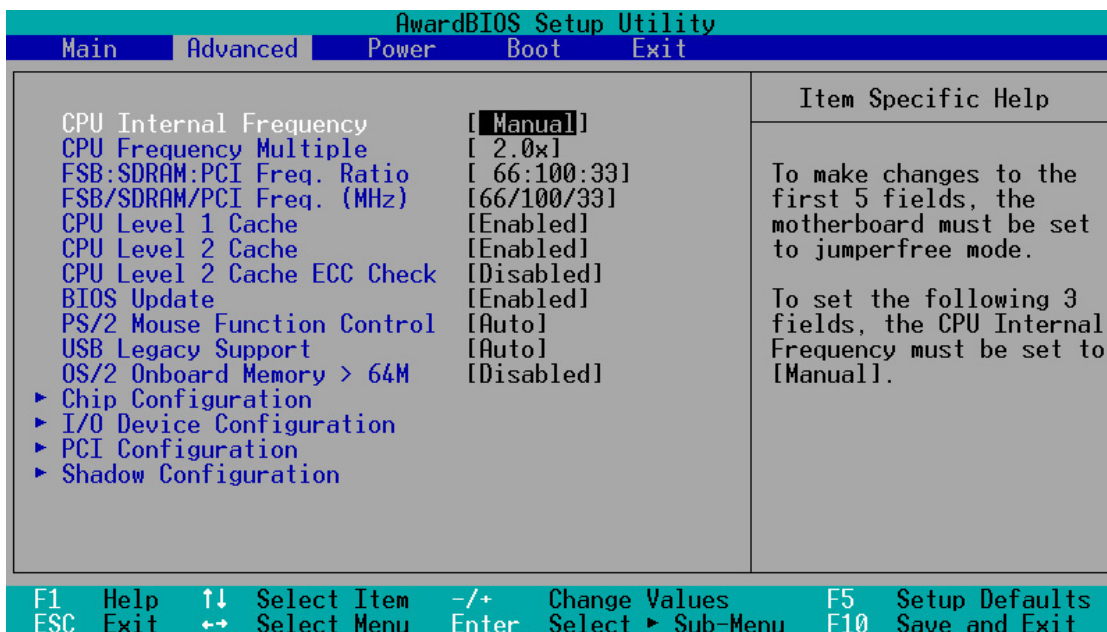 AwardBIOS Setup Utility
Main Advanced Power Boot Exit
CPU Internal Frequency [ Manual]
CPU Frequency Multiple [ 2.0x]
FSB:SDRAM:PCI Freq. Ratio [ 66:100:33]
FSB/SDRAM/PCI Freq. (MHz) [66/100/33]
CPU Level 1 Cache [Enabled]
CPU Level 2 Cache [Enabled]
CPU Level 2 Cache ECC Check [Disabled]
BIOS Update [Enabled]
PS/2 Mouse Function Control [Auto]
USB Legacy Support [Auto]
OS/2 Onboard Memory > 64M [Disabled]
► Chip Configuration
► I/O Device Configuration
► PCI Configuration
► Shadow Configuration
Item Specific Help
To make changes to the
first 5 fields, the
motherboard must be set
to jumperfree mode.
To set the following 3
fields, the CPU Internal
Frequency must be set to
[Manual].
F1 Help ↑↓ Select Item -/+ Change Values F5 Setup Defaults
ESC Exit ←→ Select Menu Enter Select ► Sub-Menu F10 Save and Exit